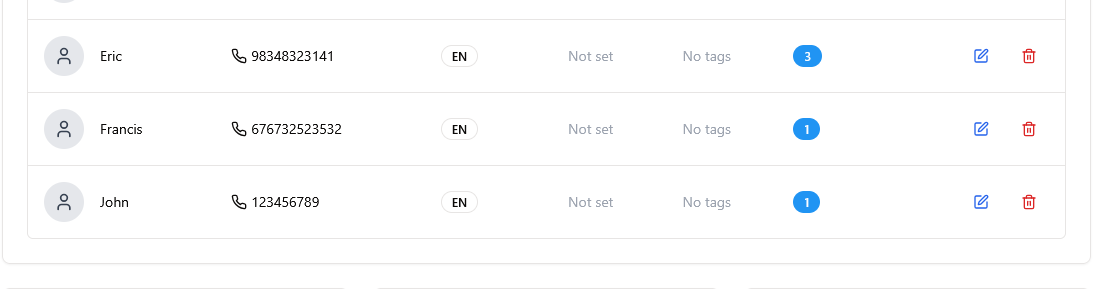 Eric 98348323141 EN Not set No tags 3
Francis 676732523532 EN Not set No tags 1
John 123456789 EN Not set No tags 1